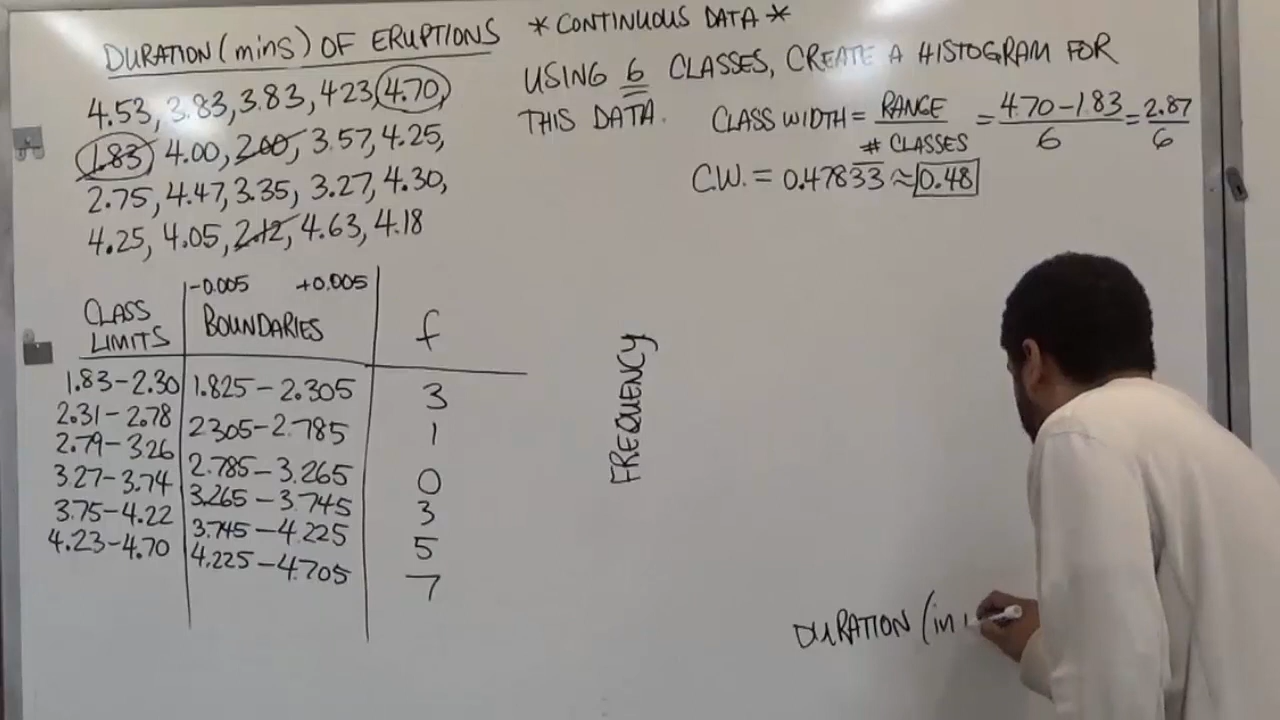 DURATION (mins) OF ERUPTIONS
* CONTINUOUS DATA *
4.53, 3.83, 3.83, 423, 4.70,
1.83, 4.00, 2.00, 3.57, 4.25,
2.75, 4.47, 3.35, 3.27, 4.30,
4.25, 4.05, 2.12, 4.63, 4.18
USING 6 CLASSES, CREATE A HISTOGRAM FOR
THIS DATA.
CLASS WIDTH = RANGE / # CLASSES = 4.70 – 1.83 / 6 = 2.87 / 6
C.W. = 0.47833 ≈ 0.48
-0.005 +0.005
CLASS LIMITS BOUNDARIES f
1.83 – 2.30 1.825 – 2.305 3
2.31 – 2.78 2305 – 2.785 1
2.79 – 3.26 2.785 – 3.265 0
3.27 – 3.74 3.265 – 3.745 3
3.75 – 4.22 3.745 – 4.225 5
4.23 – 4.70 4.225 – 4.705 7
FREQUENCY
DURATION (in